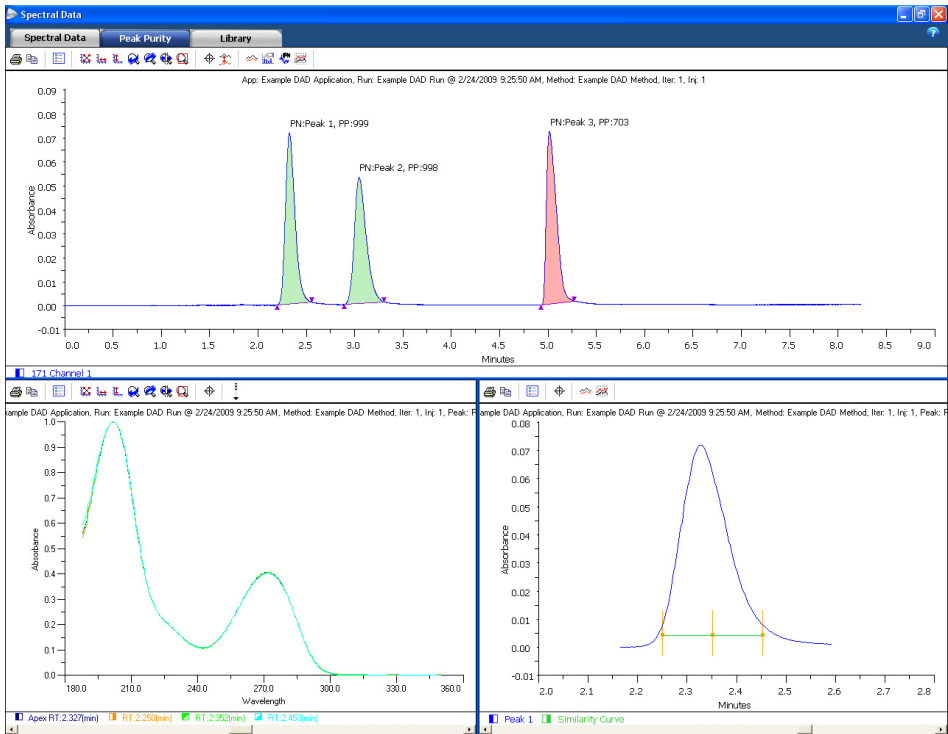 Spectral Data
Spectral Data Peak Purity Library
App: Example DAD Application, Run: Example DAD Run @ 2/24/2009 9:25:50 AM, Method: Example DAD Method, Iter: 1, Inj: 1
0.09
0.08
0.07
0.06
0.05
0.04
0.03
0.02
0.01
0.00
-0.01
Absorbance
PN:Peak 1, PP:999
PN:Peak 2, PP:998
PN:Peak 3, PP:703
0.0 0.5 1.0 1.5 2.0 2.5 3.0 3.5 4.0 4.5 5.0 5.5 6.0 6.5 7.0 7.5 8.0 8.5 9.0
Minutes
171 Channel 1
ample DAD Application, Run: Example DAD Run @ 2/24/2009 9:25:50 AM, Method: Example DAD Method, Iter: 1, Inj: 1, Peak: F
1.0
0.9
0.8
0.7
0.6
0.5
0.4
0.3
0.2
0.1
0.0
Absorbance
180.0 210.0 240.0 270.0 300.0 330.0 360.0
Wavelength
Apex RT:2.327(min) RT:2.250(min) RT:2.352(min) RT:2.453(min)
ample DAD Application, Run: Example DAD Run @ 2/24/2009 9:25:50 AM, Method: Example DAD Method, Iter: 1, Inj: 1, Peak: F
0.08
0.07
0.06
0.05
0.04
0.03
0.02
0.01
0.00
-0.01
Absorbance
2.0 2.1 2.2 2.3 2.4 2.5 2.6 2.7 2.8
Minutes
Peak 1 Similarity Curve